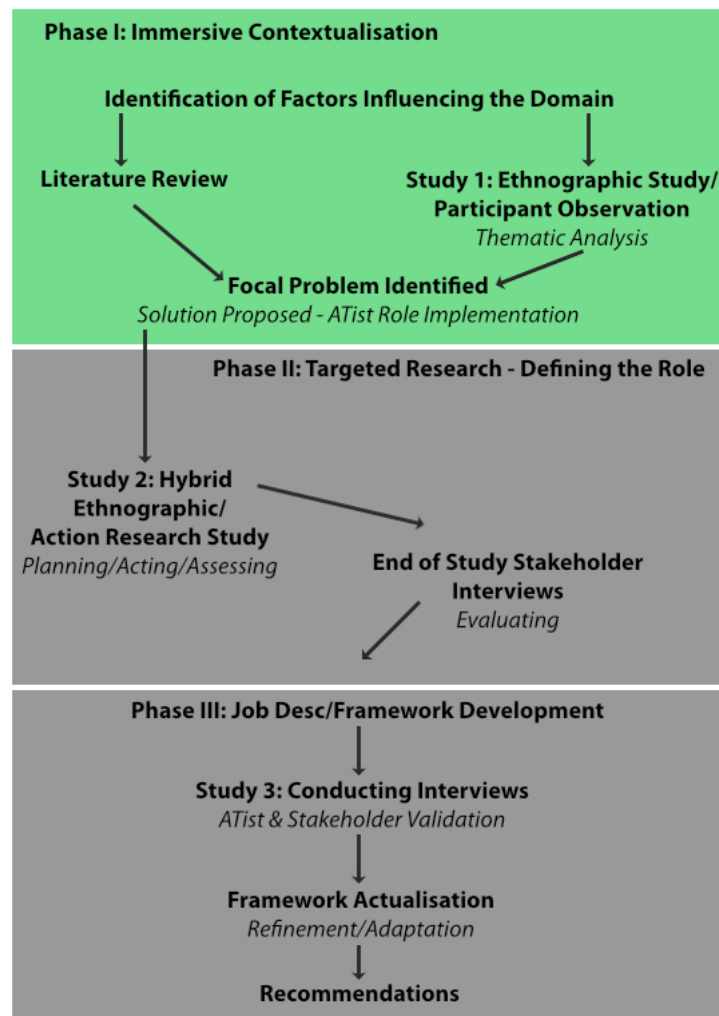 Phase I: Immersive Contextualisation
Identification of Factors Influencing the Domain
Literature Review
Study 1: Ethnographic Study/
Participant Observation
Thematic Analysis
Focal Problem Identified
Solution Proposed - ATist Role Implementation
Phase II: Targeted Research - Defining the Role
Study 2: Hybrid
Ethnographic/
Action Research Study
Planning/Acting/Assessing
End of Study Stakeholder
Interviews
Evaluating
Phase III: Job Desc/Framework Development
Study 3: Conducting Interviews
ATist & Stakeholder Validation
Framework Actualisation
Refinement/Adaptation
Recommendations